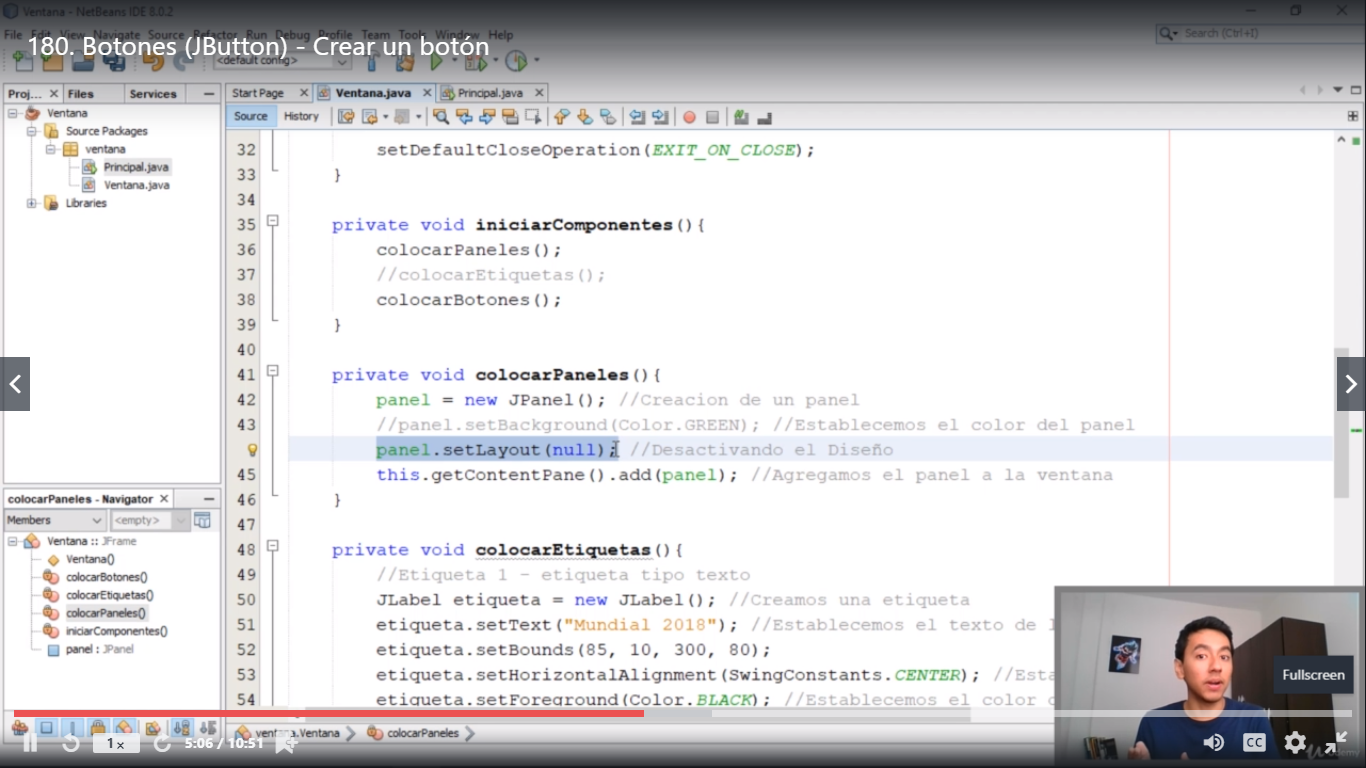 Ventana - NetBeans IDE 8.0.2
File Edit View Navigate Source Refactor Run Debug Profile Team Tools Window Help
180. Botones (JButton) - Crear un botón
Search (Ctrl+I)
<default config>
Proj... Files Services
Start Page Ventana.java Principal.java
Source History
Ventana
Source Packages
ventana
Principal.java
Ventana.java
Libraries
32 setDefaultCloseOperation(EXIT_ON_CLOSE);
33 }
34
35 private void iniciarComponentes(){
36 colocarPaneles();
37 //colocarEtiquetas();
38 colocarBotones();
39 }
40
41 private void colocarPaneles(){
42 panel = new JPanel(); //Creacion de un panel
43 //panel.setBackground(Color.GREEN); //Establecemos el color del panel
panel.setLayout(null); //Desactivando el Diseño
45 this.getContentPane().add(panel); //Agregamos el panel a la ventana
46 }
47
48 private void colocarEtiquetas(){
49 //Etiqueta 1 - etiqueta tipo texto
50 JLabel etiqueta = new JLabel(); //Creamos una etiqueta
51 etiqueta.setText("Mundial 2018"); //Establecemos el texto de l
52 etiqueta.setBounds(85, 10, 300, 80);
53 etiqueta.setHorizontalAlignment(SwingConstants.CENTER); //Esta
54 etiqueta.setForeground(Color.BLACK); //Establecemos el color
colocarPaneles - Navigator
Members <empty>
Ventana :: JFrame
Ventana()
colocarBotones()
colocarEtiquetas()
colocarPaneles()
iniciarComponentes()
panel : JPanel
Fullscreen
1x 5:06 / 10:51
ventana.Ventana colocarPaneles
CC